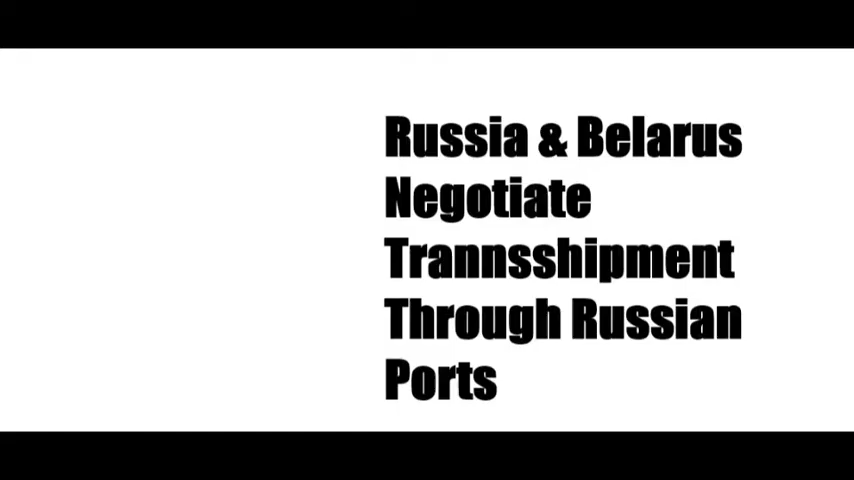 Russia & Belarus
Negotiate
Trannsshipment
Through Russian
Ports